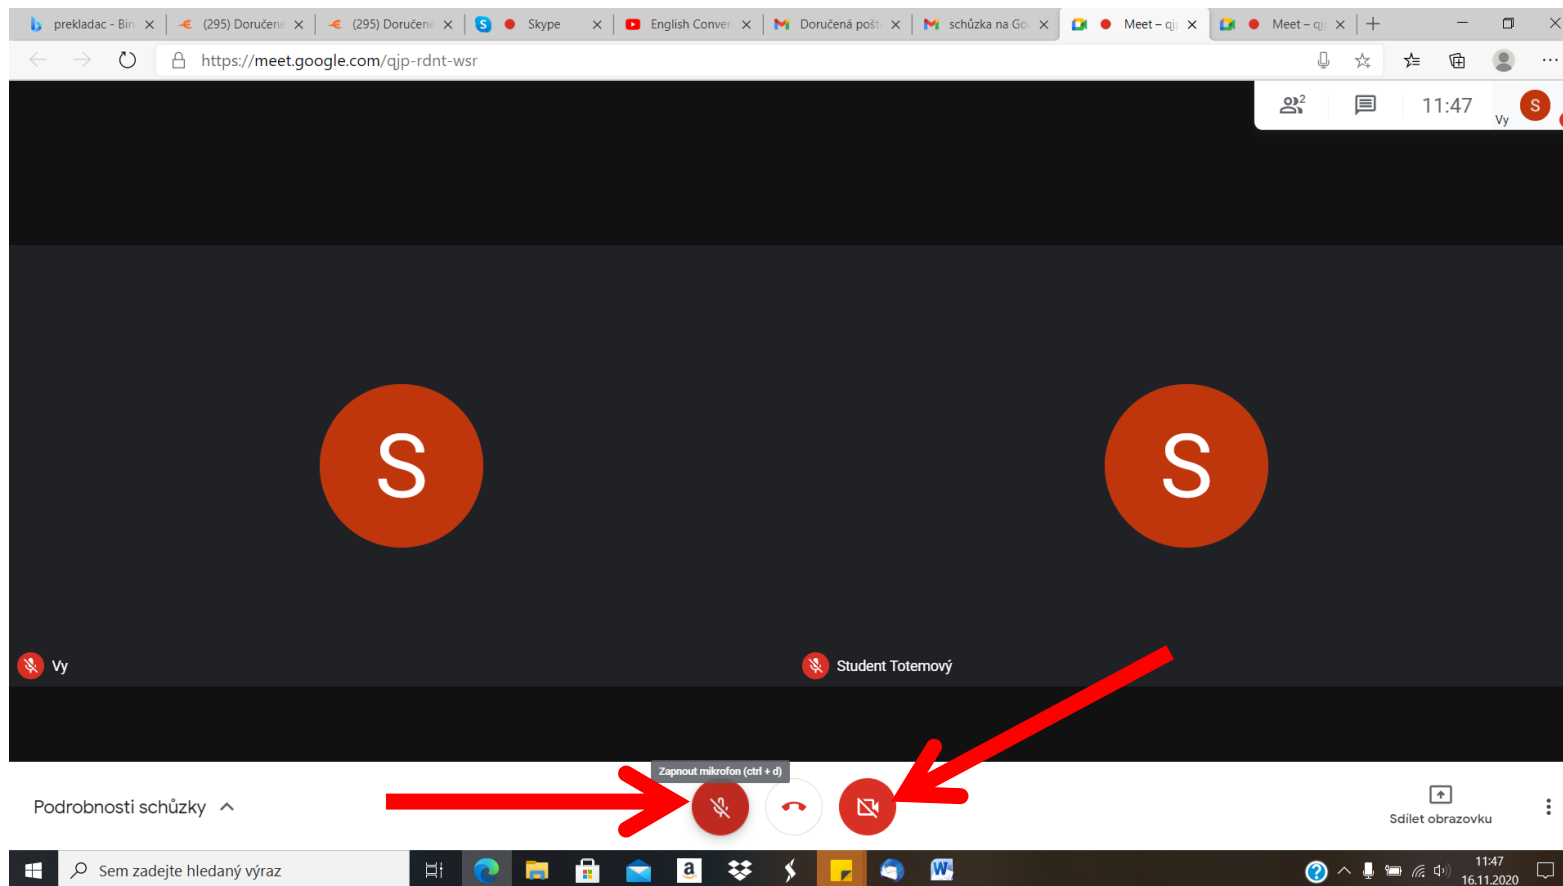 prekladac - Bin
(295) Doručené
(295) Doručené
Skype
English Conver
Doručená pošt
schůzka na Go
Meet – qjp
Meet – qjp
https://meet.google.com/qjp-rdnt-wsr
2
11:47
Vy
S
S
S
Vy
Student Totemový
Zapnout mikrofon (ctrl + d)
Podrobnosti schůzky
Sdílet obrazovku
Sem zadejte hledaný výraz
11:47
16.11.2020